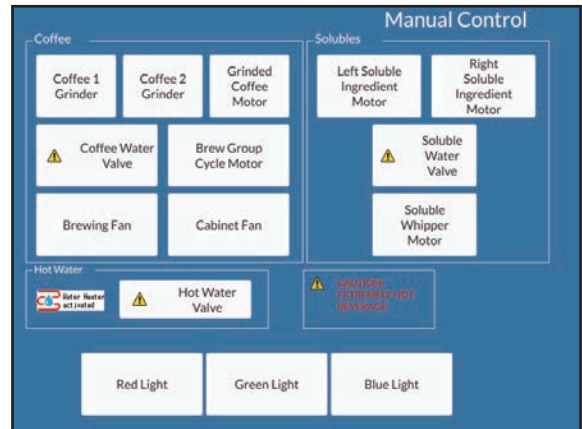 Manual Control
Coffee
Solubles
Coffee 1
Grinder
Coffee 2
Grinder
Grinded
Coffee
Motor
Left Soluble
Ingredient
Motor
Right
Soluble
Ingredient
Motor
Coffee Water
Valve
Brew Group
Cycle Motor
Soluble
Water
Valve
Brewing Fan
Cabinet Fan
Soluble
Whipper
Motor
Hot Water
Water Heater
activated
Hot Water
Valve
CAUTION:
EXTREMELY HOT
BEVERAGE
Red Light
Green Light
Blue Light